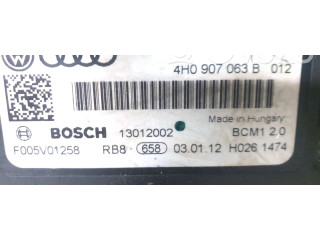 4H0 907 063 B 012
Made in Hungary
BOSCH 13012002 BCM1 2.0
F005V01258 RB8 658 03.01.12 H026 1474